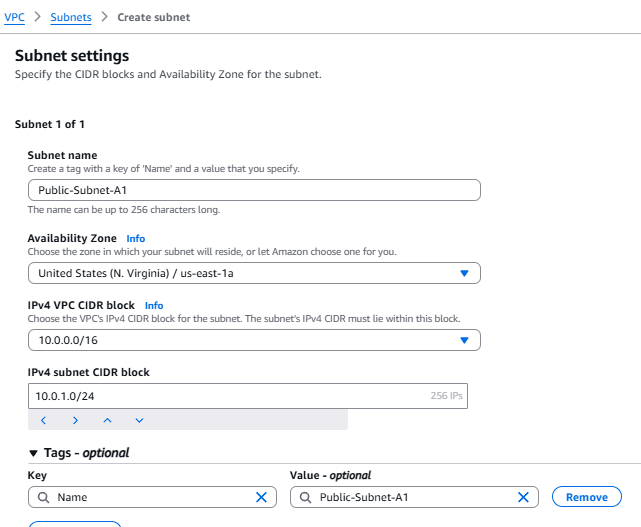 VPC > Subnets > Create subnet
Subnet settings
Specify the CIDR blocks and Availability Zone for the subnet.
Subnet 1 of 1
Subnet name
Create a tag with a key of 'Name' and a value that you specify.
Public-Subnet-A1
The name can be up to 256 characters long.
Availability Zone Info
Choose the zone in which your subnet will reside, or let Amazon choose one for you.
United States (N. Virginia) / us-east-1a
IPv4 VPC CIDR block Info
Choose the VPC's IPv4 CIDR block for the subnet. The subnet's IPv4 CIDR must lie within this block.
10.0.0.0/16
IPv4 subnet CIDR block
10.0.1.0/24 256 IPs
Tags - optional
Key Value - optional
Name Public-Subnet-A1 Remove